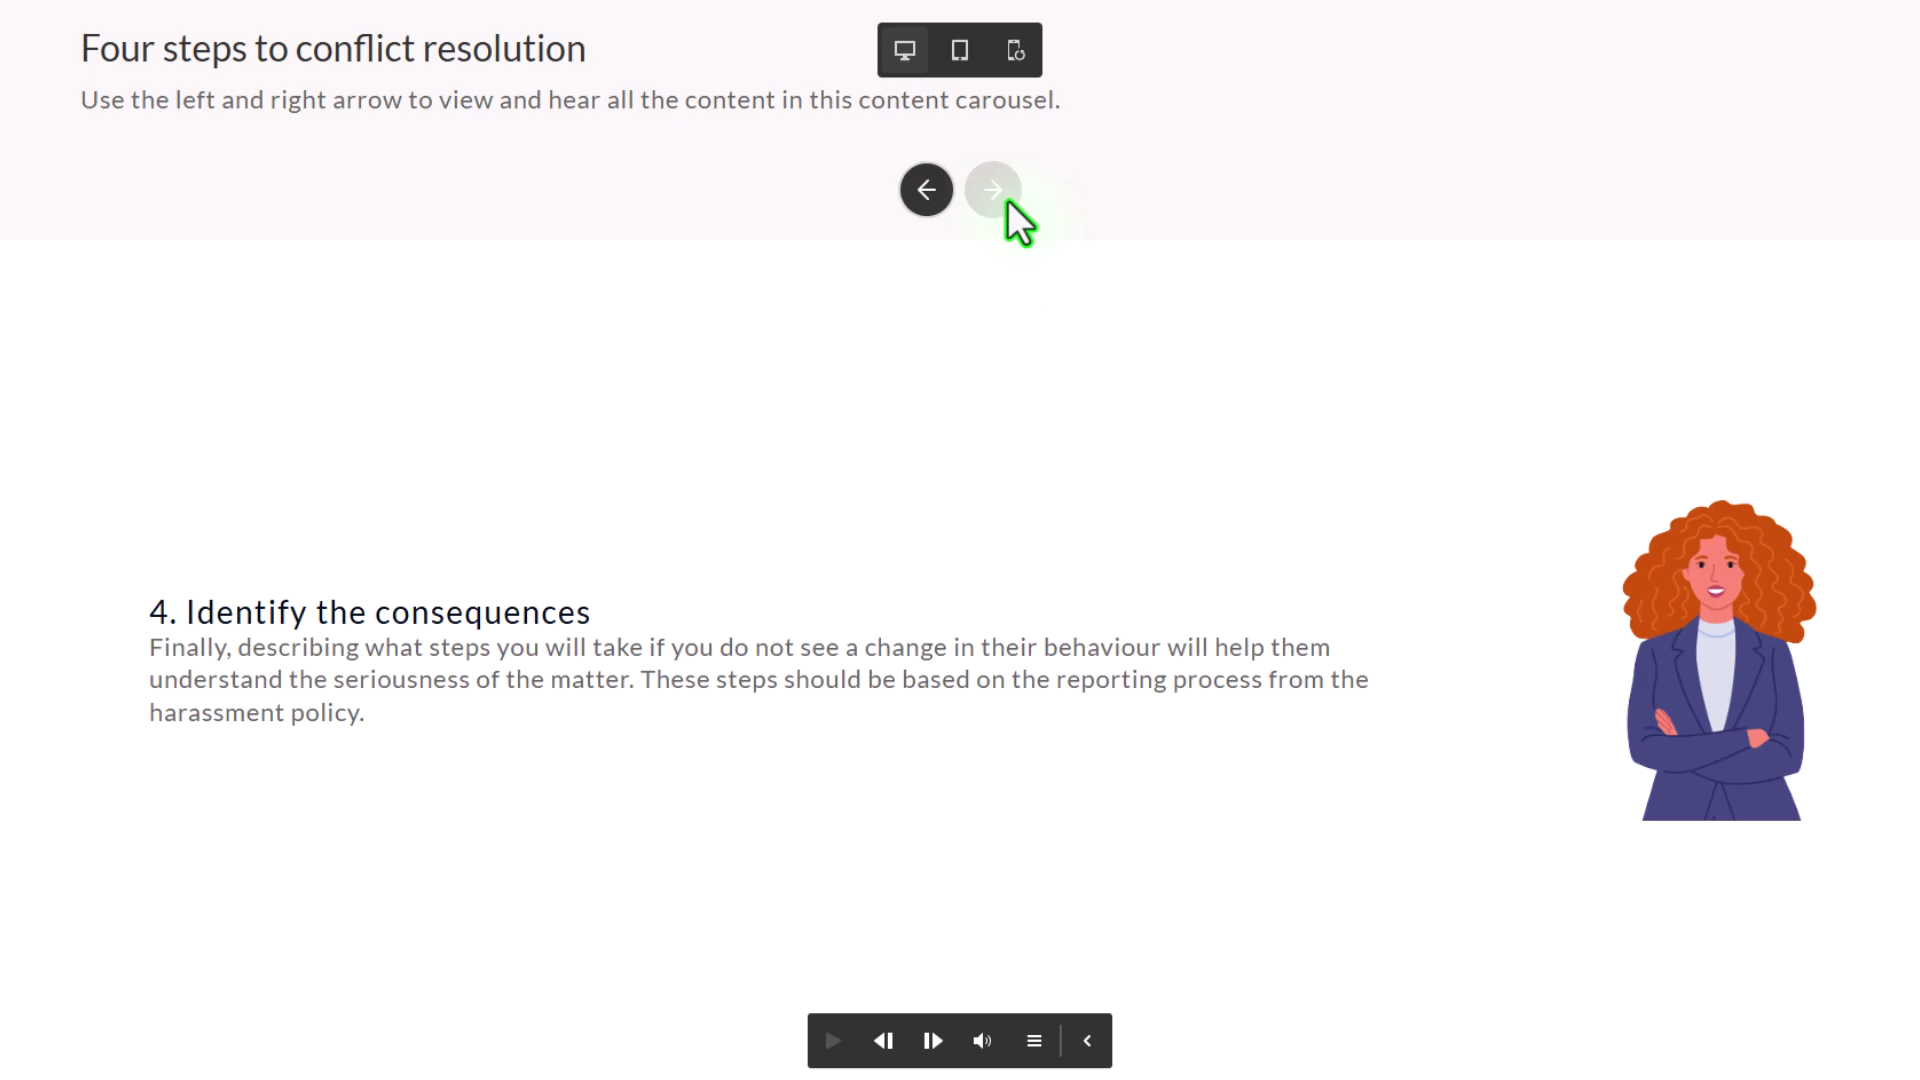 Four steps to conflict resolution
Use the left and right arrow to view and hear all the content in this content carousel.
4. Identify the consequences
Finally, describing what steps you will take if you do not see a change in their behaviour will help them
understand the seriousness of the matter. These steps should be based on the reporting process from the
harassment policy.